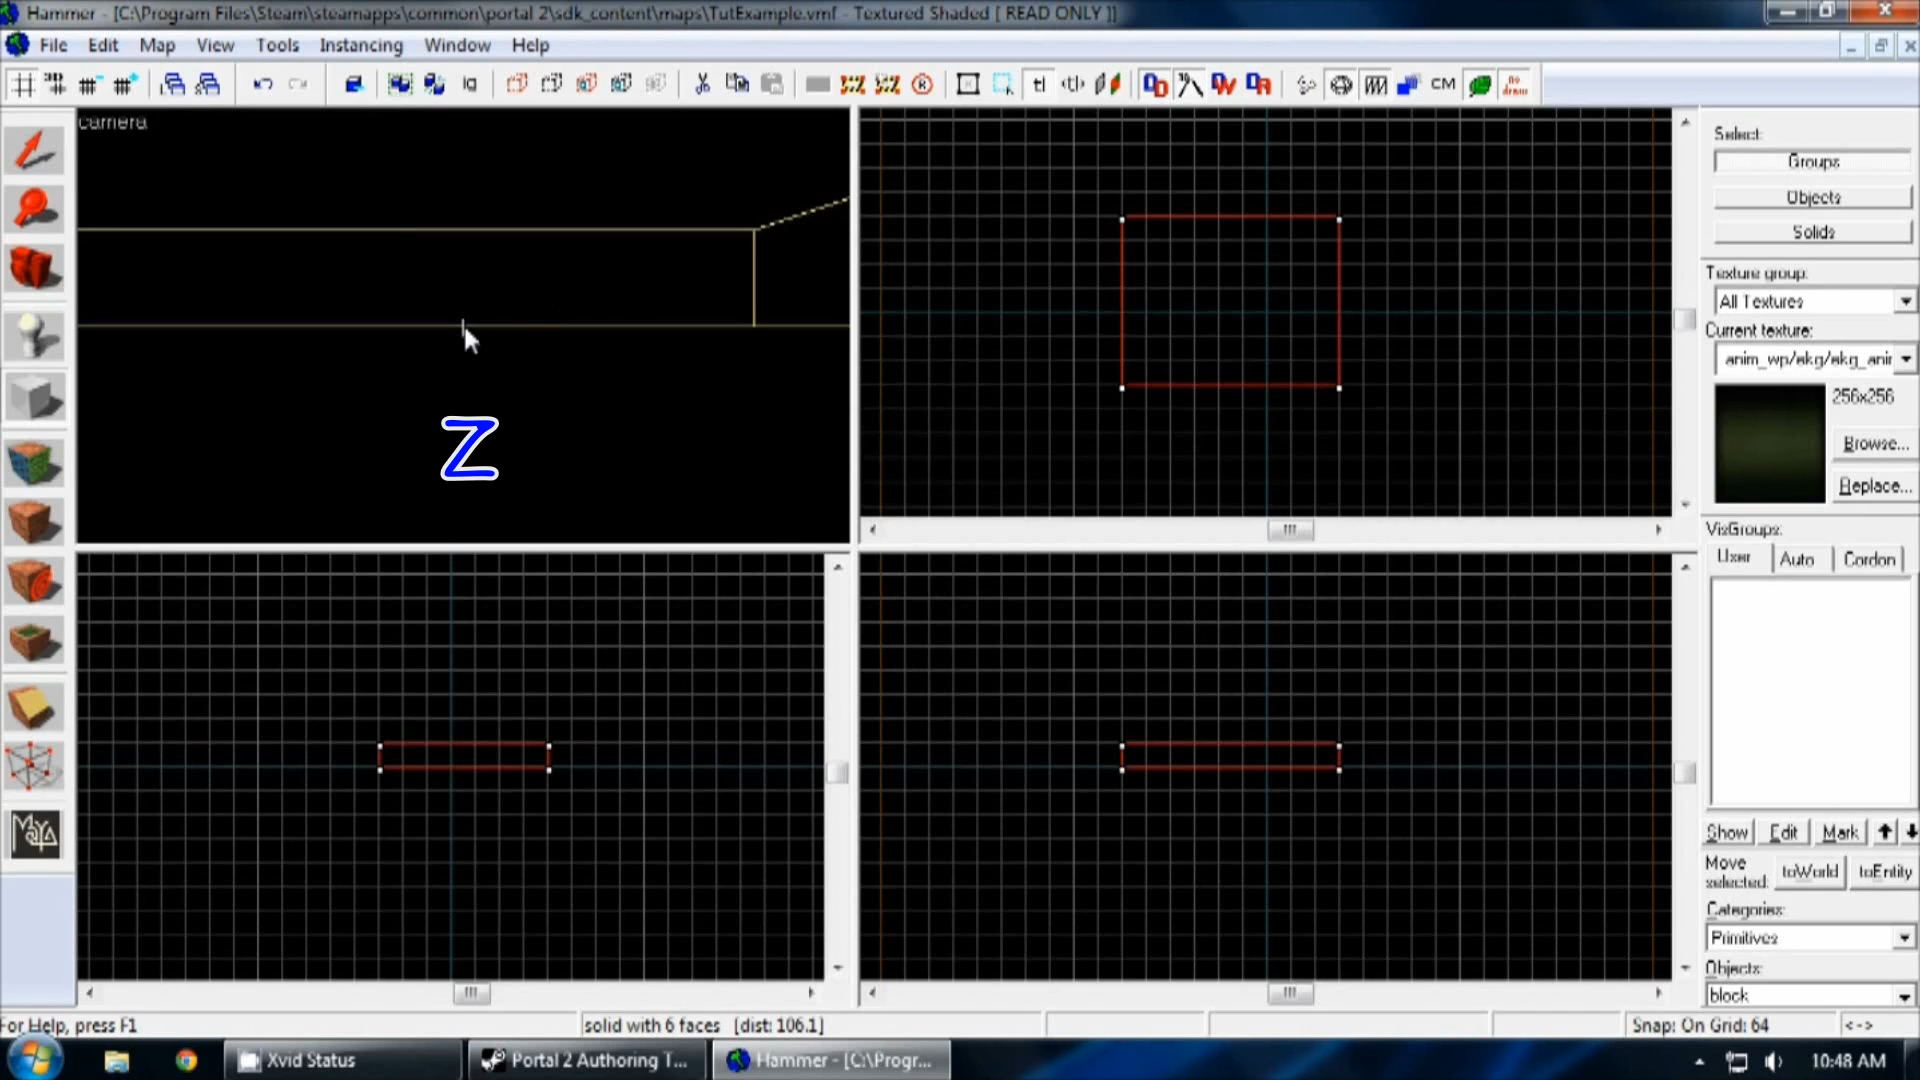 Hammer - [C:\Program Files\Steam\steamapps\common\portal 2\sdk_content\maps\TutExample.vmf - Textured Shaded [ READ ONLY ]]
File Edit Map View Tools Instancing Window Help
CM
camera
Z
Select:
Groups
Objects
Solids
Texture group:
All Textures
Current texture:
anim_wp/ekg/ekg_anir
256x256
Browse...
Replace...
VisGroups:
User Auto Cordon
Show Edit Mark
Move selected: toWorld toEntity
Categories:
Primitives
Objects:
block
MAYA
For Help, press F1 solid with 6 faces [dist: 106.1] Snap: On Grid: 64 <->
Xvid Status Portal 2 Authoring T... Hammer - [C:\Progr... 10:48 AM